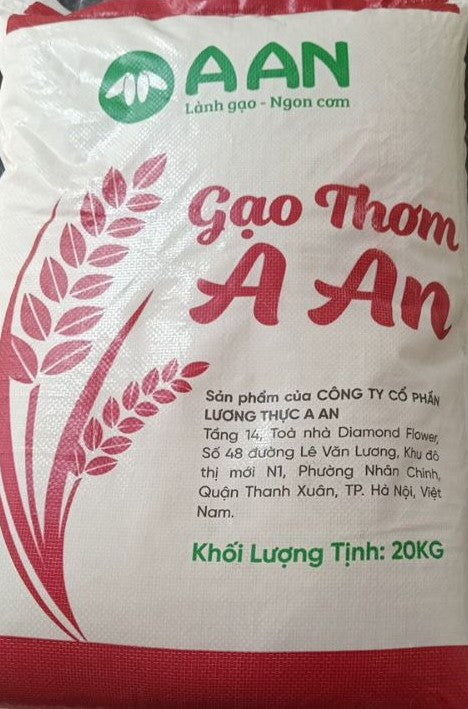 A AN
Lành gạo - Ngon cơm
Gạo Thơm
A An
Sản phẩm của CÔNG TY CỔ PHẦN
LƯƠNG THỰC A AN
Tầng 14, Toà nhà Diamond Flower,
Số 48 đường Lê Văn Lương, Khu đô
thị mới N1, Phường Nhân Chính,
Quận Thanh Xuân, TP. Hà Nội, Việt
Nam.
Khối Lượng Tịnh: 20KG